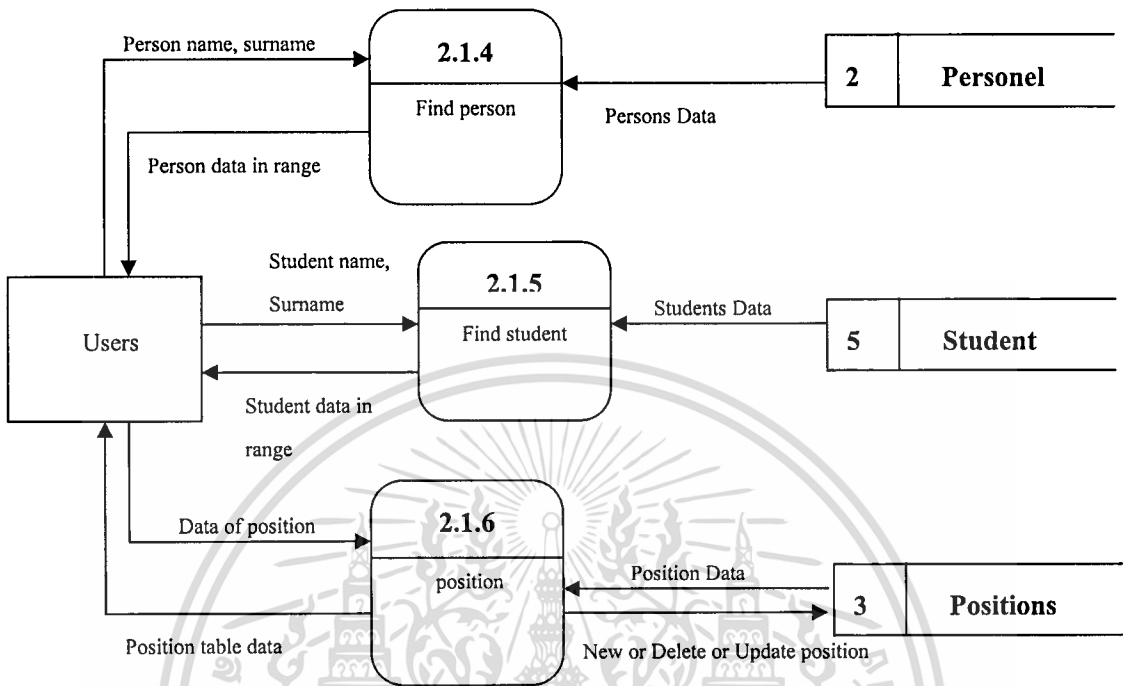 Person name, surname
2.1.4
Find person
Persons Data
2 Personel
Person data in range
Users
Student name,
Surname
2.1.5
Find student
Students Data
5 Student
Student data in
range
Data of position
2.1.6
position
Position Data
3 Positions
Position table data
New or Delete or Update position